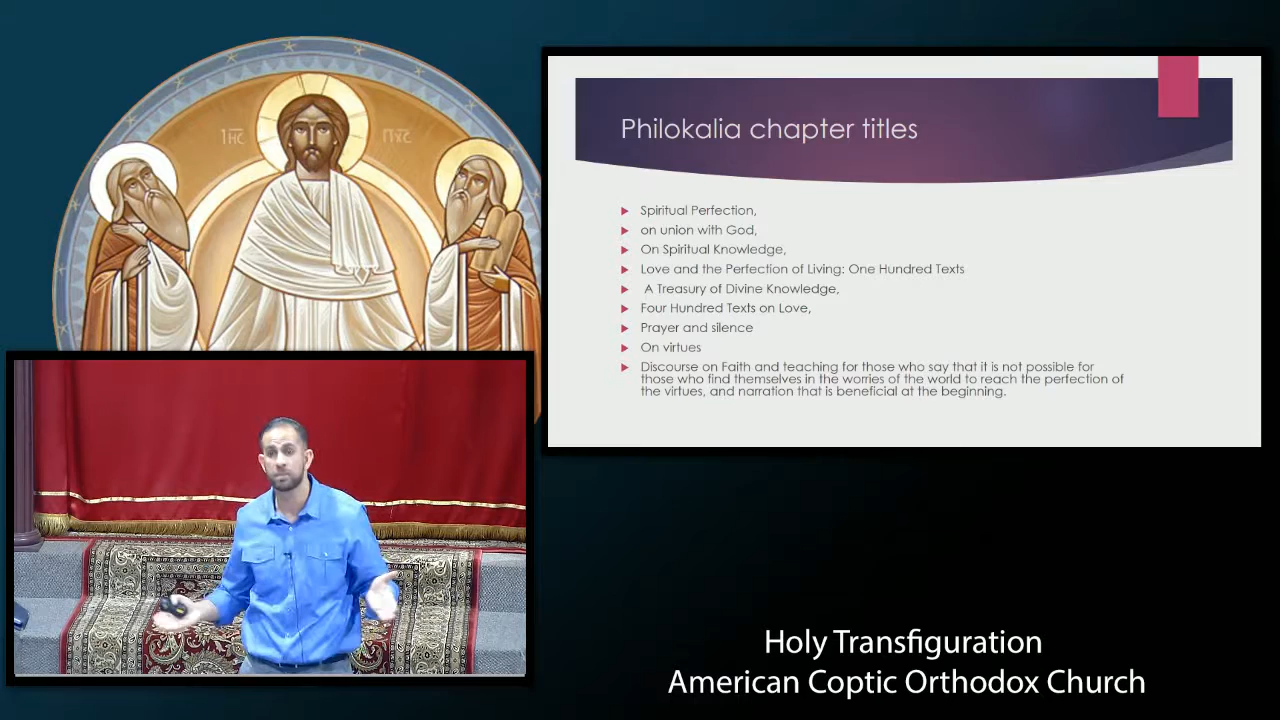 ΙΗC
ΠΧC
Philokalia chapter titles
Spiritual Perfection,
on union with God,
On Spiritual Knowledge,
Love and the Perfection of Living: One Hundred Texts
A Treasury of Divine Knowledge,
Four Hundred Texts on Love,
Prayer and silence
On virtues
Discourse on Faith and teaching for those who say that it is not possible for
those who find themselves in the worries of the world to reach the perfection of
the virtues, and narration that is beneficial at the beginning.
Holy Transfiguration
American Coptic Orthodox Church